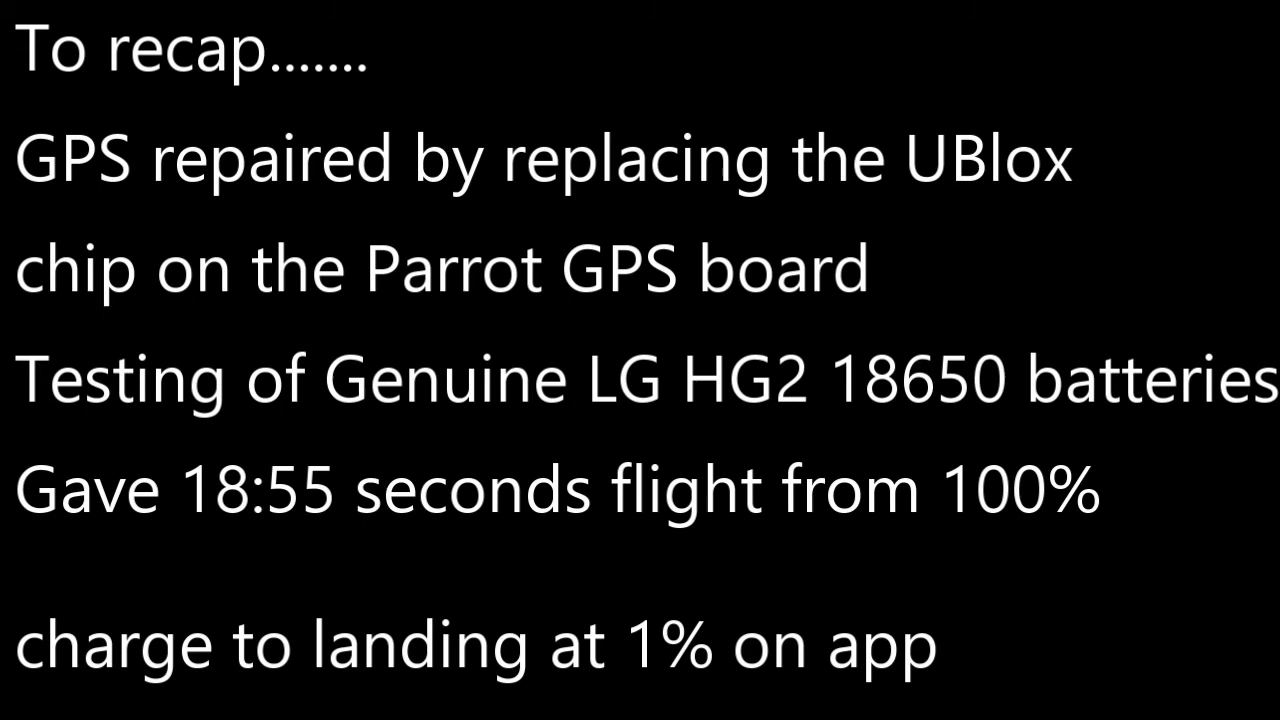 To recap.......
GPS repaired by replacing the UBlox
chip on the Parrot GPS board
Testing of Genuine LG HG2 18650 batteries
Gave 18:55 seconds flight from 100%
charge to landing at 1% on app